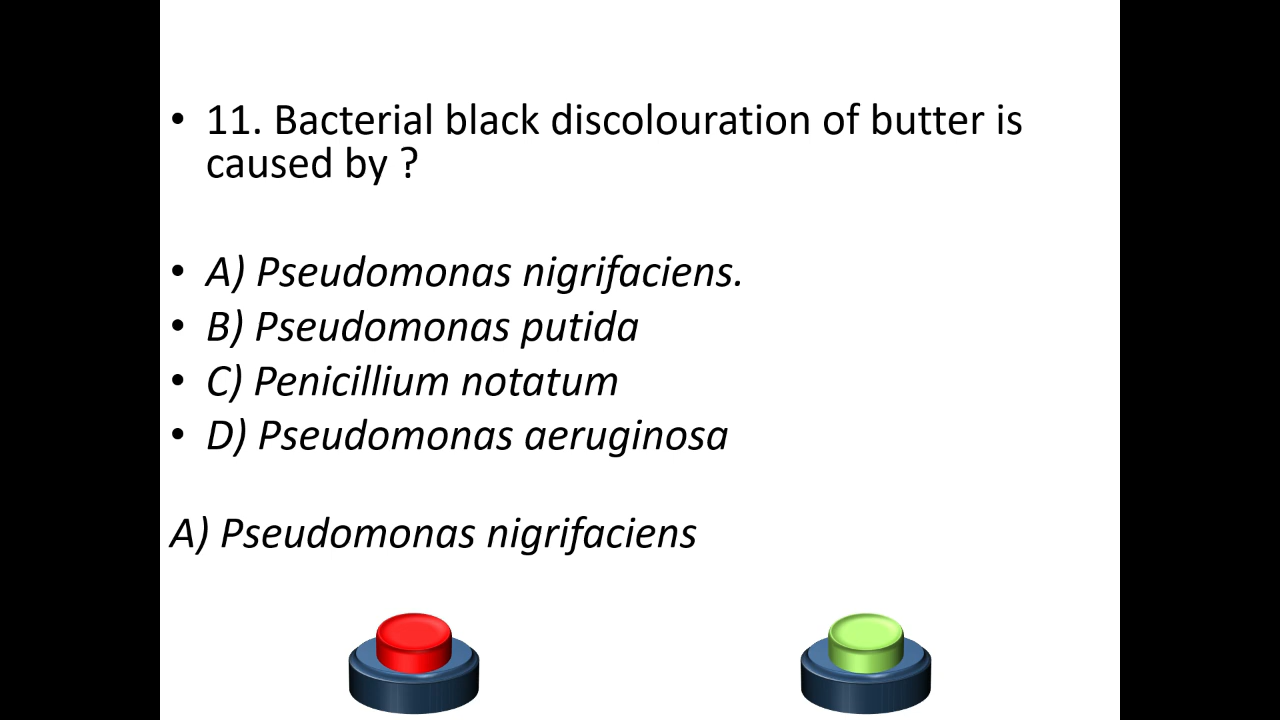 • 11. Bacterial black discolouration of butter is
caused by ?
• A) Pseudomonas nigrifaciens.
• B) Pseudomonas putida
• C) Penicillium notatum
• D) Pseudomonas aeruginosa
A) Pseudomonas nigrifaciens